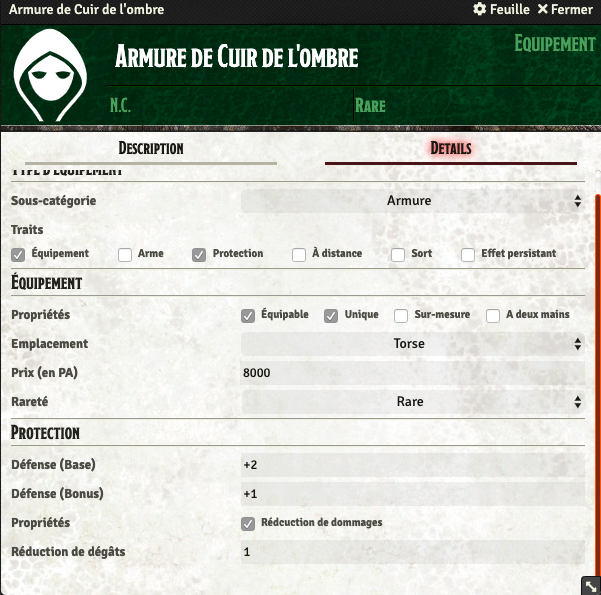 Armure de Cuir de l'ombre Feuille Fermer
Armure de Cuir de l'ombre
Equipement
N.C. Rare
Description Details
Type d'équipement
Sous-catégorie Armure
Traits
Équipement Arme Protection À distance Sort Effet persistant
Équipement
Propriétés Équipable Unique Sur-mesure A deux mains
Emplacement Torse
Prix (en PA) 8000
Rareté Rare
Protection
Défense (Base) +2
Défense (Bonus) +1
Propriétés Rédcuction de dommages
Réduction de dégâts 1